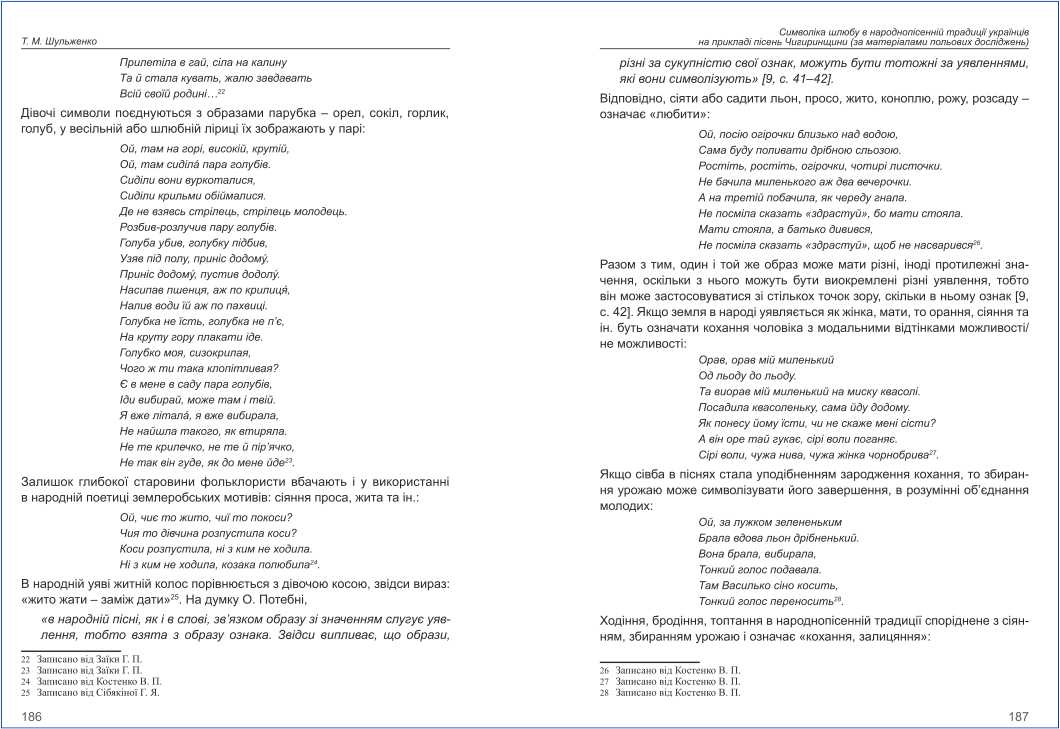 Т. М. Шульженко
Прилетіла в гай, сіла на калину
Та й стала кувать, жалю завдавать
Всій своїй родині…22
Дівочі символи поєднуються з образами парубка – орел, сокіл, горлик,
голуб, у весільній або шлюбній ліриці їх зображають у парі:
Ой, там на горі, високій, крутій,
Ой, там сиділа́ пара голубів.
Сиділи вони вуркоталися,
Сиділи крильми обіймалися.
Де не взявсь стрілець, стрілець молодець.
Розбив-розлучив пару голубів.
Голуба убив, голубку підбив,
Узяв під полу, приніс додому́.
Приніс додому́, пустив додолу́.
Насипав пшенця, аж по крилиця́,
Налив води їй аж по пахвиці.
Голубка не їсть, голубка не п’є,
На круту гору плакати іде.
Голубко моя, сизокрилая,
Чого ж ти така клопітливая?
Є в мене в саду пара голубів,
Іди вибирай, може там і твій.
Я вже літала́, я вже вибирала,
Не найшла такого, як втиряла.
Не те крилечко, не те й пір’ячко,
Не так він гуде, як до мене йде23.
Залишок глибокої старовини фольклористи вбачають і у використанні
в народній поетиці землеробських мотивів: сіяння проса, жита та ін.:
Ой, чиє то жито, чиї то покоси?
Чия то дівчина розпустила коси?
Коси розпустила, ні з ким не ходила.
Ні з ким не ходила, козака полюбила24.
В народній уяві житній колос порівнюється з дівочою косою, звідси вираз:
«жито жати – заміж дати»25. На думку О. Потебні,
«в народній пісні, як і в слові, зв’язком образу зі значенням слугує уяв-
лення, тобто взята з образу ознака. Звідси випливає, що образи,
22 Записано від Заїки Г. П.
23 Записано від Заїки Г. П.
24 Записано від Костенко В. П.
25 Записано від Сібякіної Г. Я.
186
Символіка шлюбу в народнопісенній традиції українців
на прикладі пісень Чигиринщини (за матеріалами польових досліджень)
різні за сукупністю свої ознак, можуть бути тотожні за уявленнями,
які вони символізують» [9, с. 41–42].
Відповідно, сіяти або садити льон, просо, жито, коноплю, рожу, розсаду –
означає «любити»:
Ой, посію огірочки близько над водою,
Сама буду поливати дрібною сльозою.
Ростіть, ростіть, огірочки, чотирі листочки.
Не бачила миленького аж два вечерочки.
А на третій побачила, як череду гнала.
Не посміла сказать «здрастуй», бо мати стояла.
Мати стояла, а батько дивився,
Не посміла сказать «здрастуй», щоб не насварився26.
Разом з тим, один і той же образ може мати різні, іноді протилежні зна-
чення, оскільки з нього можуть бути виокремлені різні уявлення, тобто
він може застосовуватися зі стількох точок зору, скільки в ньому ознак [9,
с. 42]. Якщо земля в народі уявляється як жінка, мати, то орання, сіяння та
ін. буть означати кохання чоловіка з модальними відтінками можливості/
не можливості:
Орав, орав мій миленький
Од льоду до льоду.
Та виорав мій миленький на миску квасолі.
Посадила квасоленьку, сама йду додому.
Як понесу йому їсти, чи не скаже мені сісти?
А він оре тай гукає, сірі воли поганяє.
Сірі воли, чужа нива, чужа жінка чорнобрива27.
Якщо сівба в піснях стала уподібненням зародження кохання, то збиран-
ня урожаю може символізувати його завершення, в розумінні об’єднання
молодих:
Ой, за лужком зелененьким
Брала вдова льон дрібненький.
Вона брала, вибирала,
Тонкий голос подавала.
Там Василько сіно косить,
Тонкий голос переносить28.
Ходіння, бродіння, топтання в народнопісенній традиції споріднене з сіян-
ням, збиранням урожаю і означає «кохання, залицяння»:
26 Записано від Костенко В. П.
27 Записано від Костенко В. П.
28 Записано від Костенко В. П.
187